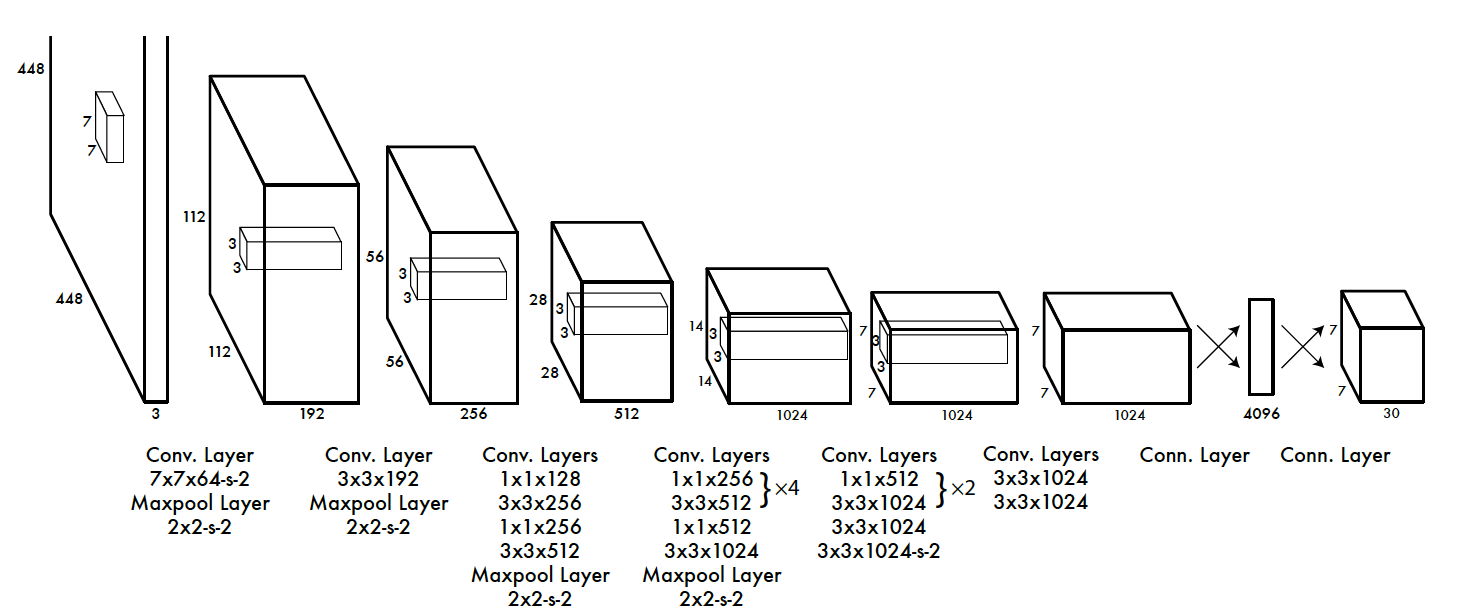 448
7
7
448
3
112
3
3
112
192
56
3
3
56
256
28
3
3
28
512
14
3
3
14
1024
7
3
3
7
1024
7
7
1024
4096
7
7
30
Conv. Layer
7x7x64-s-2
Maxpool Layer
2x2-s-2
Conv. Layer
3x3x192
Maxpool Layer
2x2-s-2
Conv. Layers
1x1x128
3x3x256
1x1x256
3x3x512
Maxpool Layer
2x2-s-2
Conv. Layers
1x1x256
3x3x512
}×4
1x1x512
3x3x1024
Maxpool Layer
2x2-s-2
Conv. Layers
1x1x512
3x3x1024
}×2
3x3x1024
3x3x1024-s-2
Conv. Layers
3x3x1024
3x3x1024
Conn. Layer
Conn. Layer